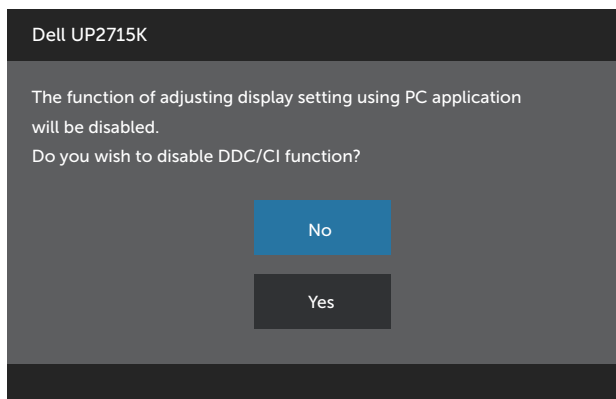 Dell UP2715K
The function of adjusting display setting using PC application
will be disabled.
Do you wish to disable DDC/CI function?
No
Yes